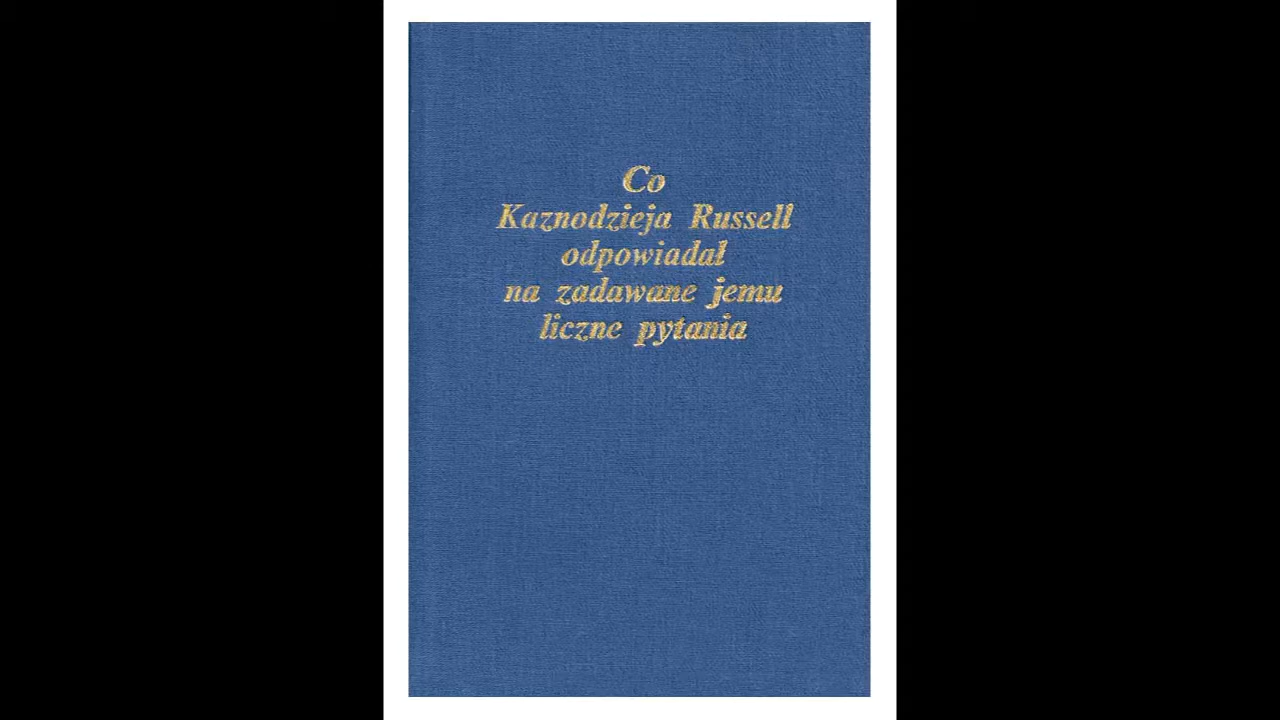 Co
Kaznodzieja Russell
odpowiadał
na zadawane jemu
liczne pytania